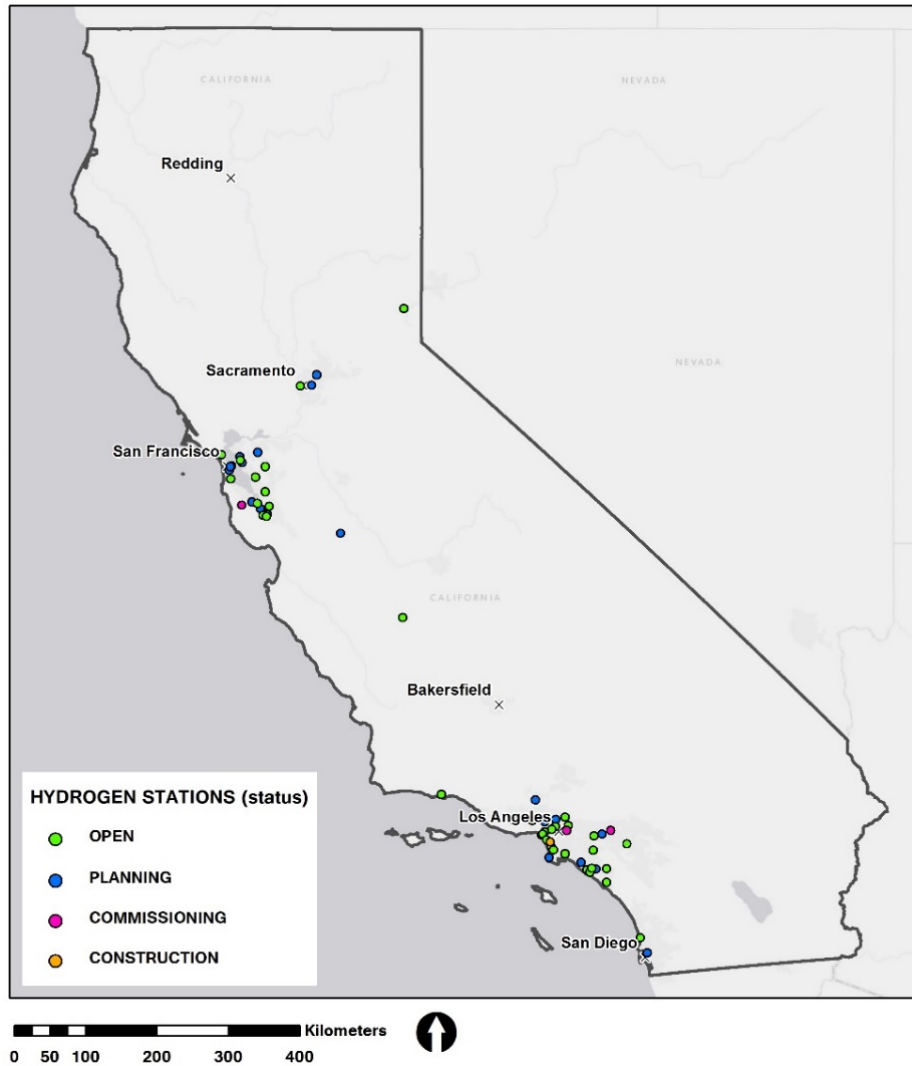 CALIFORNIA
NEVADA
Redding
Sacramento
NEVADA
San Francisco
CALIFORNIA
Bakersfield
Los Angeles
San Diego
HYDROGEN STATIONS (status)
OPEN
PLANNING
COMMISSIONING
CONSTRUCTION
Kilometers
0 50 100 200 300 400